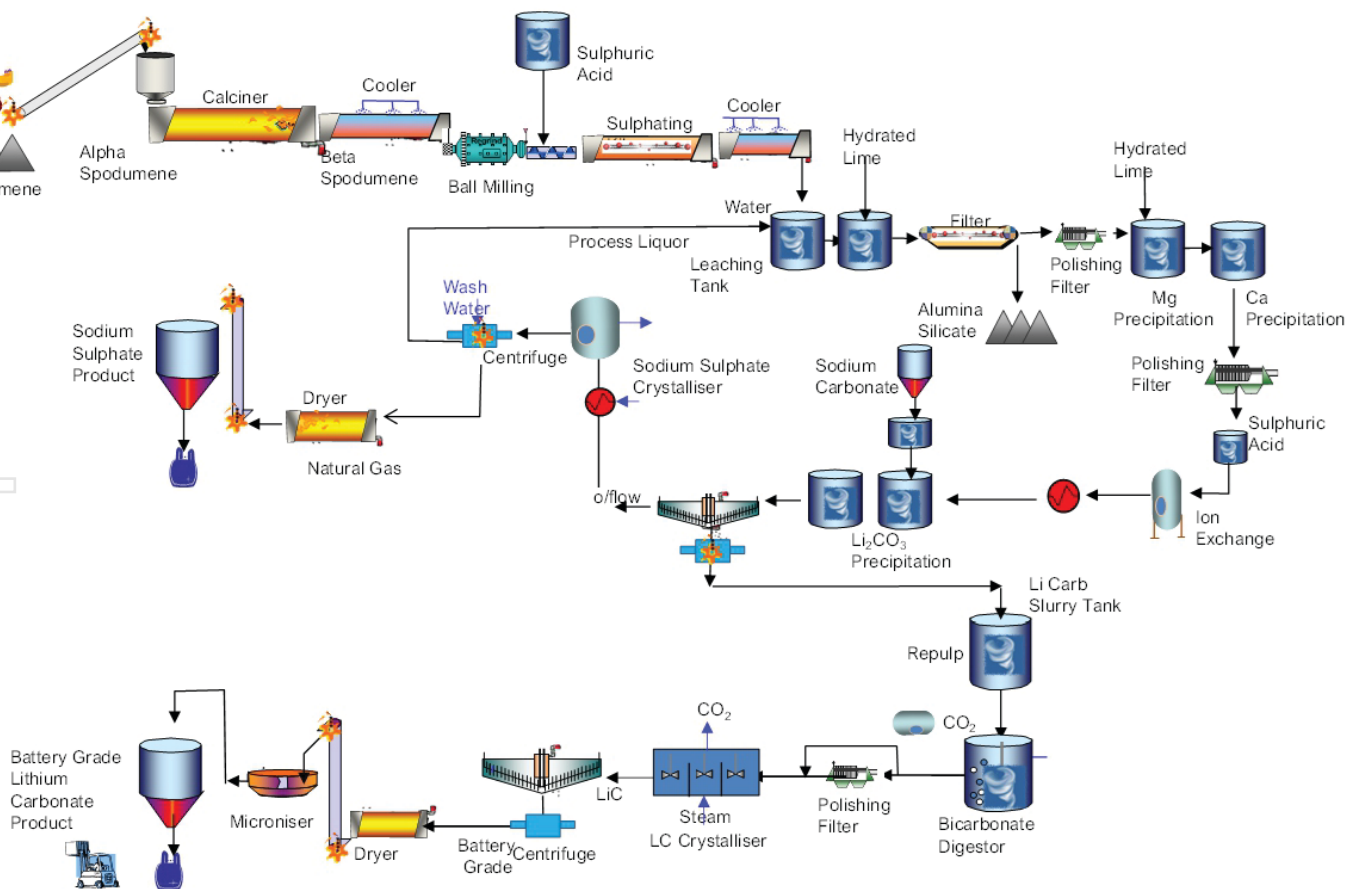 Sulphuric
Acid
Calciner
Cooler
Cooler
Sulphating
Regrind
Alpha
Spodumene
Beta
Spodumene
Ball Milling
mene
Hydrated
Lime
Hydrated
Lime
Water
Process Liquor
Leaching
Tank
Filter
Polishing
Filter
Mg
Precipitation
Ca
Precipitation
Alumina
Silicate
Wash
Water
Centrifuge
Sodium Sulphate
Crystalliser
Sodium
Carbonate
Polishing
Filter
Sodium
Sulphate
Product
Dryer
Natural Gas
Sulphuric
Acid
o/flow
Ion
Exchange
Li₂CO₃
Precipitation
Li Carb
Slurry Tank
Repulp
CO₂
CO₂
Battery Grade
Lithium
Carbonate
Product
Microniser
Dryer
Battery
Grade
Centrifuge
LiC
Steam
LC Crystalliser
Polishing
Filter
Bicarbonate
Digestor